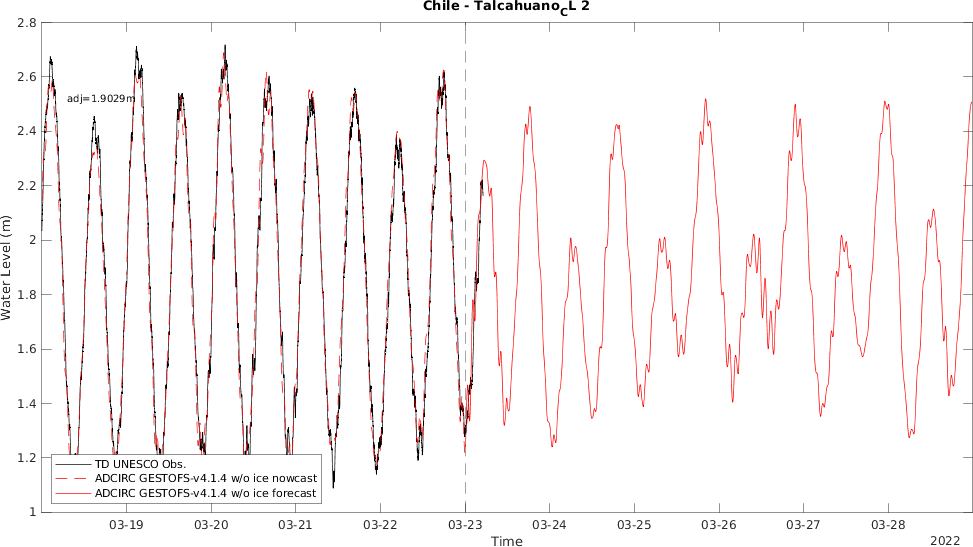 Chile - Talcahuano_CL 2
2.8
2.6
2.4
2.2
2
1.8
1.6
1.4
1.2
1
Water Level (m)
adj=1.9029m
TD UNESCO Obs.
ADCIRC GESTOFS-v4.1.4 w/o ice nowcast
ADCIRC GESTOFS-v4.1.4 w/o ice forecast
03-19 03-20 03-21 03-22 03-23 03-24 03-25 03-26 03-27 03-28
Time
2022